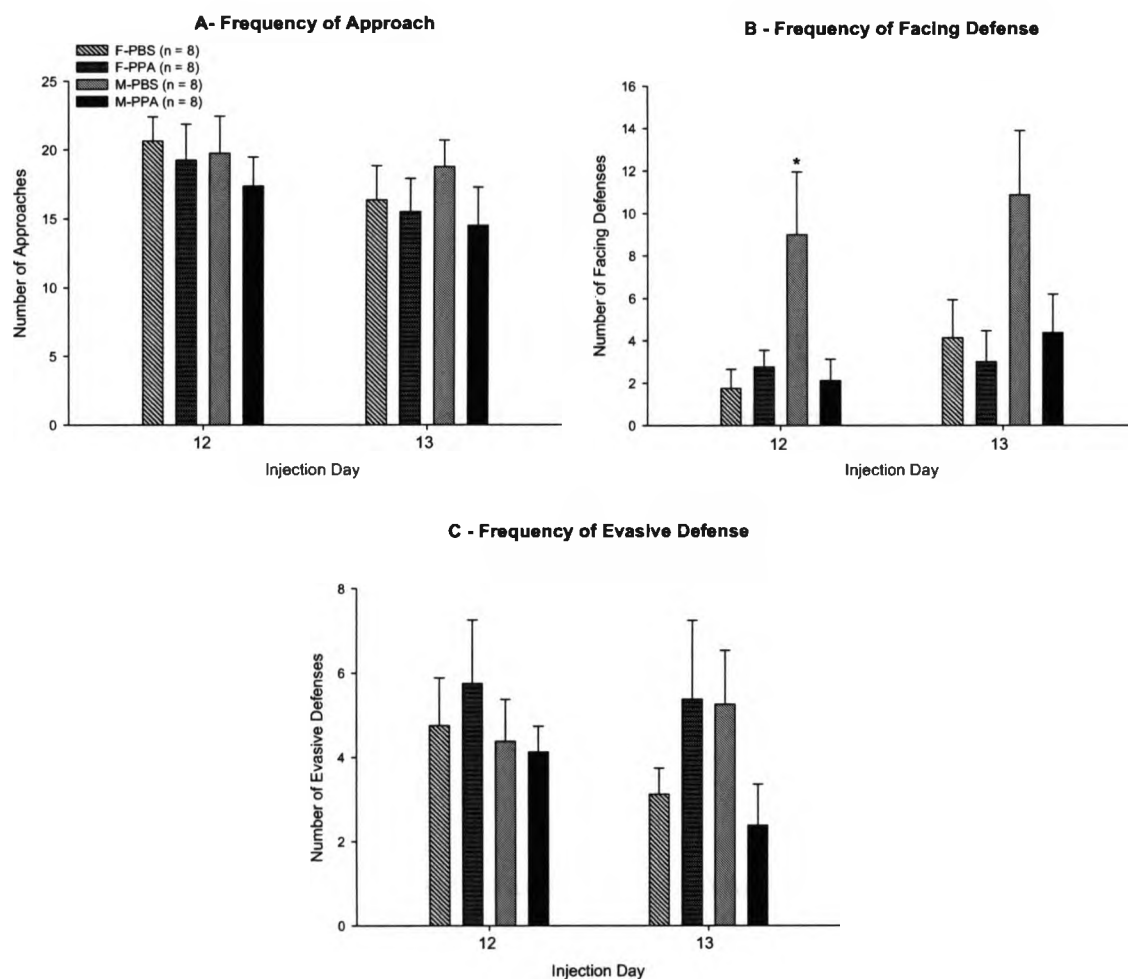 A- Frequency of Approach
F-PBS (n = 8)
F-PPA (n = 8)
M-PBS (n = 8)
M-PPA (n = 8)
25
20
15
10
5
0
Number of Approaches
12
13
Injection Day
B - Frequency of Facing Defense
16
14
12
10
8
6
4
2
0
Number of Facing Defenses
*
12
13
Injection Day
C - Frequency of Evasive Defense
8
6
4
2
0
Number of Evasive Defenses
12
13
Injection Day